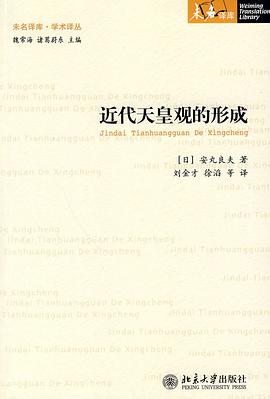 未名译库·学术译丛
魏常海 诸葛蔚东 主编
未名
译库
Weiming
Translation
Library
近代天皇观的形成
Jindai Tianhuangguan De Xingcheng
[日] 安丸良夫 著
刘金才 徐滔 等 译
北京大学出版社
PEKING UNIVERSITY PRESS